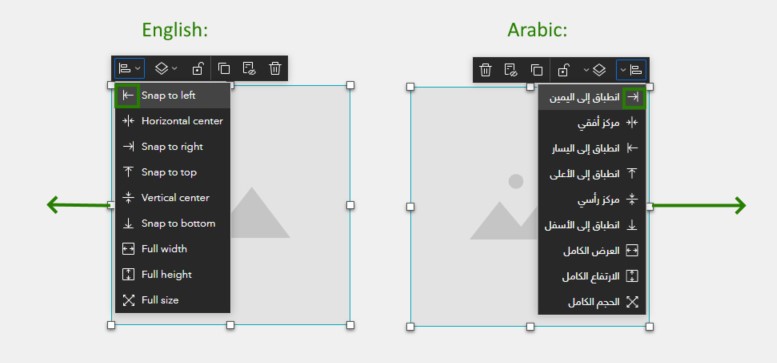 English:
Snap to left
Horizontal center
Snap to right
Snap to top
Vertical center
Snap to bottom
Full width
Full height
Full size
Arabic:
انطباق إلى اليمين
مركز أفقي
انطباق إلى اليسار
انطباق إلى الأعلى
مركز رأسي
انطباق إلى الأسفل
العرض الكامل
الارتفاع الكامل
الحجم الكامل